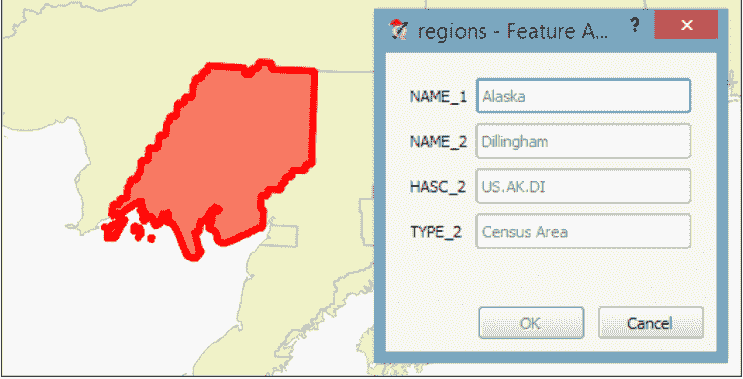 regions - Feature A... ? ×
NAME_1 Alaska
NAME_2 Dillingham
HASC_2 US.AK.DI
TYPE_2 Census Area
OK Cancel